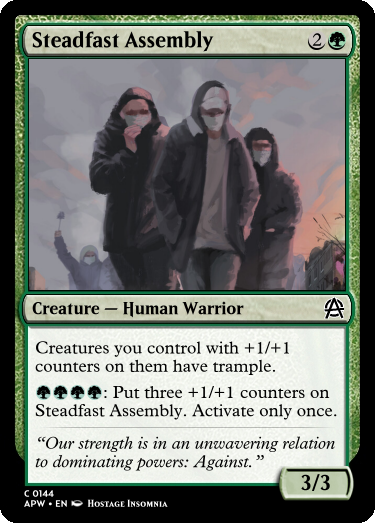 Steadfast Assembly 2
Creature — Human Warrior
Creatures you control with +1/+1
counters on them have trample.
: Put three +1/+1 counters on
Steadfast Assembly. Activate only once.
“Our strength is in an unwavering relation
to dominating powers: Against.”
3/3
C 0144
APW • EN Hostage Insomnia